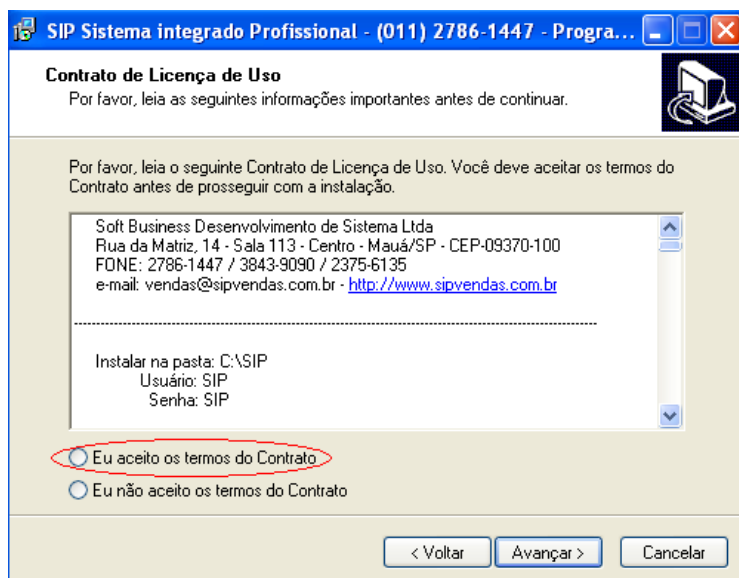 SIP Sistema integrado Profissional - (011) 2786-1447 - Progra...
Contrato de Licença de Uso
Por favor, leia as seguintes informações importantes antes de continuar.
Por favor, leia o seguinte Contrato de Licença de Uso. Você deve aceitar os termos do
Contrato antes de prosseguir com a instalação.
Soft Business Desenvolvimento de Sistema Ltda
Rua da Matriz, 14 - Sala 113 - Centro - Mauá/SP - CEP-09370-100
FONE: 2786-1447 / 3843-9090 / 2375-6135
e-mail: vendas@sipvendas.com.br - http://www.sipvendas.com.br
Instalar na pasta: C:\SIP
Usuário: SIP
Senha: SIP
Eu aceito os termos do Contrato
Eu não aceito os termos do Contrato
< Voltar Avançar > Cancelar